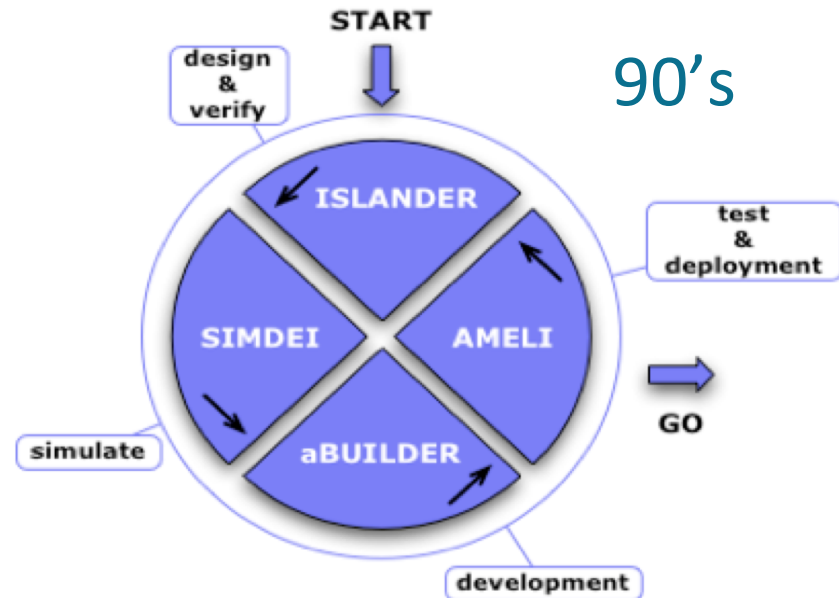 START
90's
design
&
verify
ISLANDER
test
&
deployment
SIMDEI
AMELI
GO
simulate
aBUILDER
development